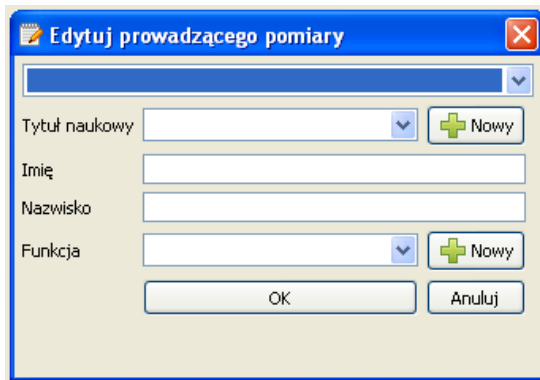 Edytuj prowadzącego pomiary
Tytuł naukowy
Nowy
Imię
Nazwisko
Funkcja
Nowy
OK
Anuluj